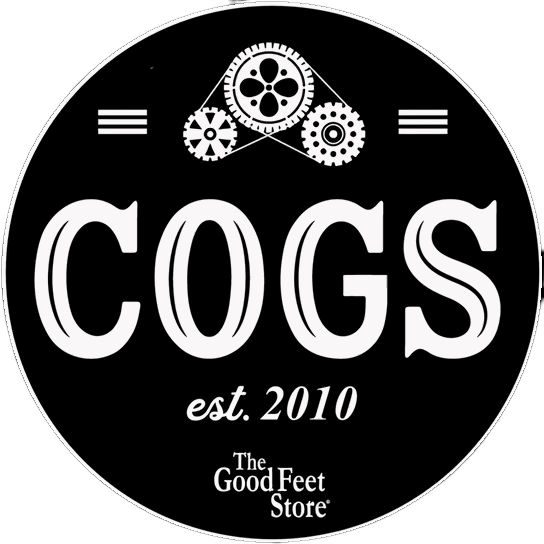 COGS
est. 2010
The
Good Feet
Store®